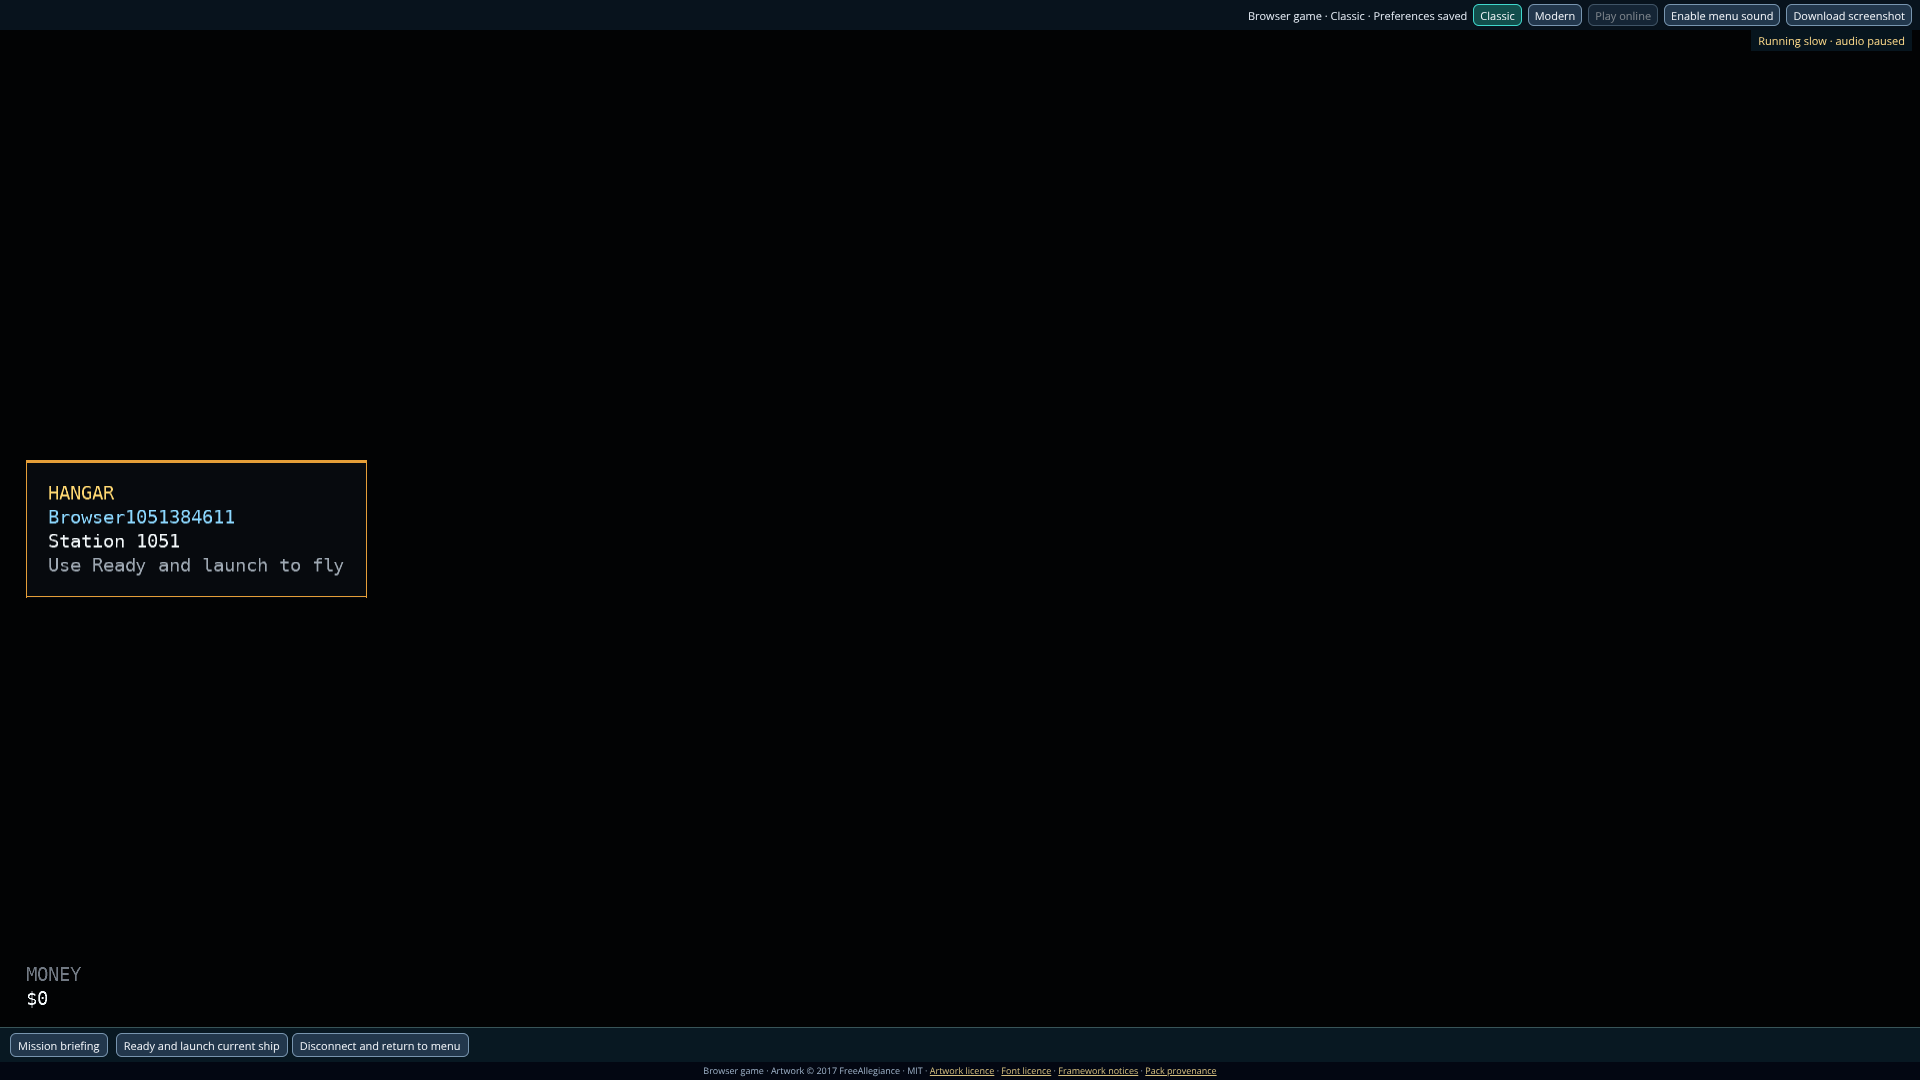 Browser game · Classic · Preferences saved Classic Modern Play online Enable menu sound Download screenshot
Running slow · audio paused
HANGAR
Browser1051384611
Station 1051
Use Ready and launch to fly
MONEY
$0
Mission briefing Ready and launch current ship Disconnect and return to menu
Browser game · Artwork © 2017 FreeAllegiance · MIT · Artwork licence · Font licence · Framework notices · Pack provenance